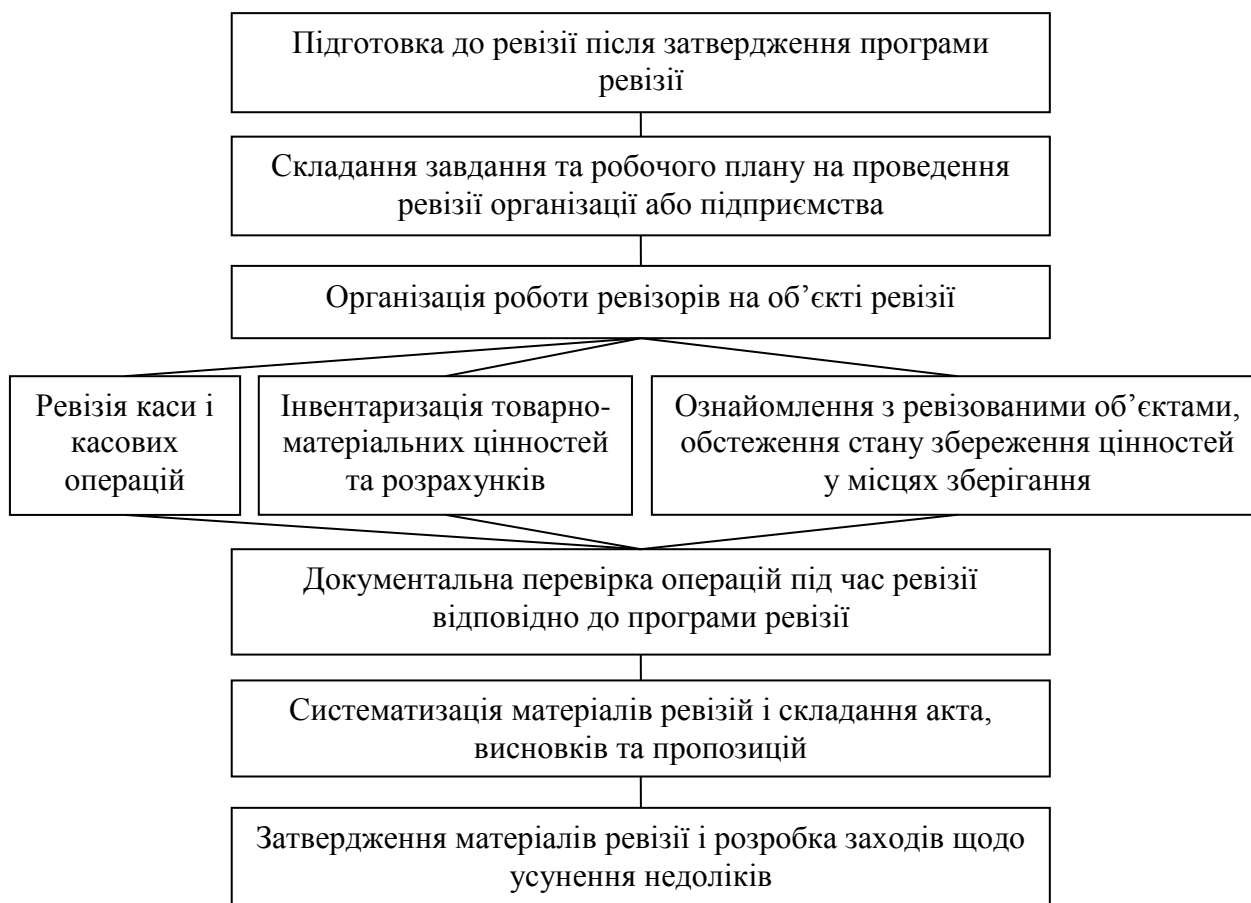 Підготовка до ревізії після затвердження програми
ревізії
Складання завдання та робочого плану на проведення
ревізії організації або підприємства
Організація роботи ревізорів на об’єкті ревізії
Ревізія каси і
касових
операцій
Інвентаризація товарно-
матеріальних цінностей
та розрахунків
Ознайомлення з ревізованими об’єктами,
обстеження стану збереження цінностей
у місцях зберігання
Документальна перевірка операцій під час ревізії
відповідно до програми ревізії
Систематизація матеріалів ревізій і складання акта,
висновків та пропозицій
Затвердження матеріалів ревізії і розробка заходів щодо
усунення недоліків